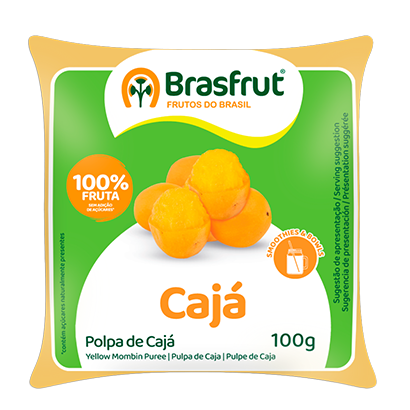 Brasfrut®
FRUTOS DO BRASIL
100%
FRUTA
SEM ADIÇÃO
DE AÇÚCARES*
SMOOTHIES & BOWLS
Sugestão de apresentação / Serving suggestion
Sugerencia de presentación / Présentation suggérée
*contém açúcares naturalmente presentes
Cajá
Polpa de Cajá
100g
Yellow Mombin Puree | Pulpa de Caja | Pulpe de Caja